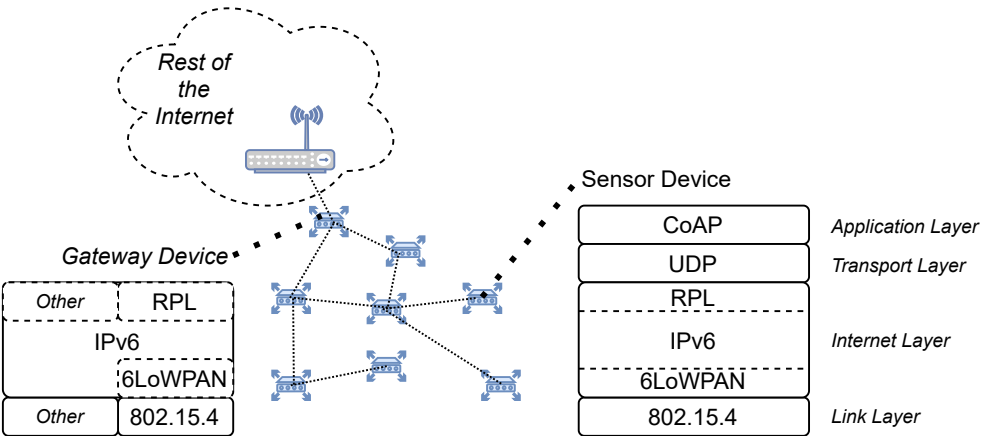 Rest of
the
Internet
Sensor Device
Gateway Device
Other RPL
IPv6
6LoWPAN
Other 802.15.4
CoAP Application Layer
UDP Transport Layer
RPL
IPv6 Internet Layer
6LoWPAN
802.15.4 Link Layer